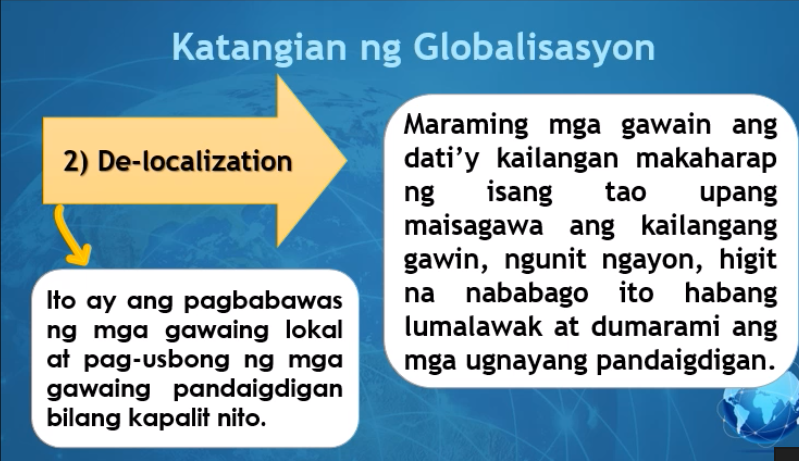 Katangian ng Globalisasyon
2) De-localization
Ito ay ang pagbabawas
ng mga gawaing lokal
at pag-usbong ng mga
gawaing pandaigdigan
bilang kapalit nito.
Maraming mga gawain ang
dati’y kailangan makaharap
ng isang tao upang
maisagawa ang kailangang
gawin, ngunit ngayon, higit
na nababago ito habang
lumalawak at dumarami ang
mga ugnayang pandaigdigan.